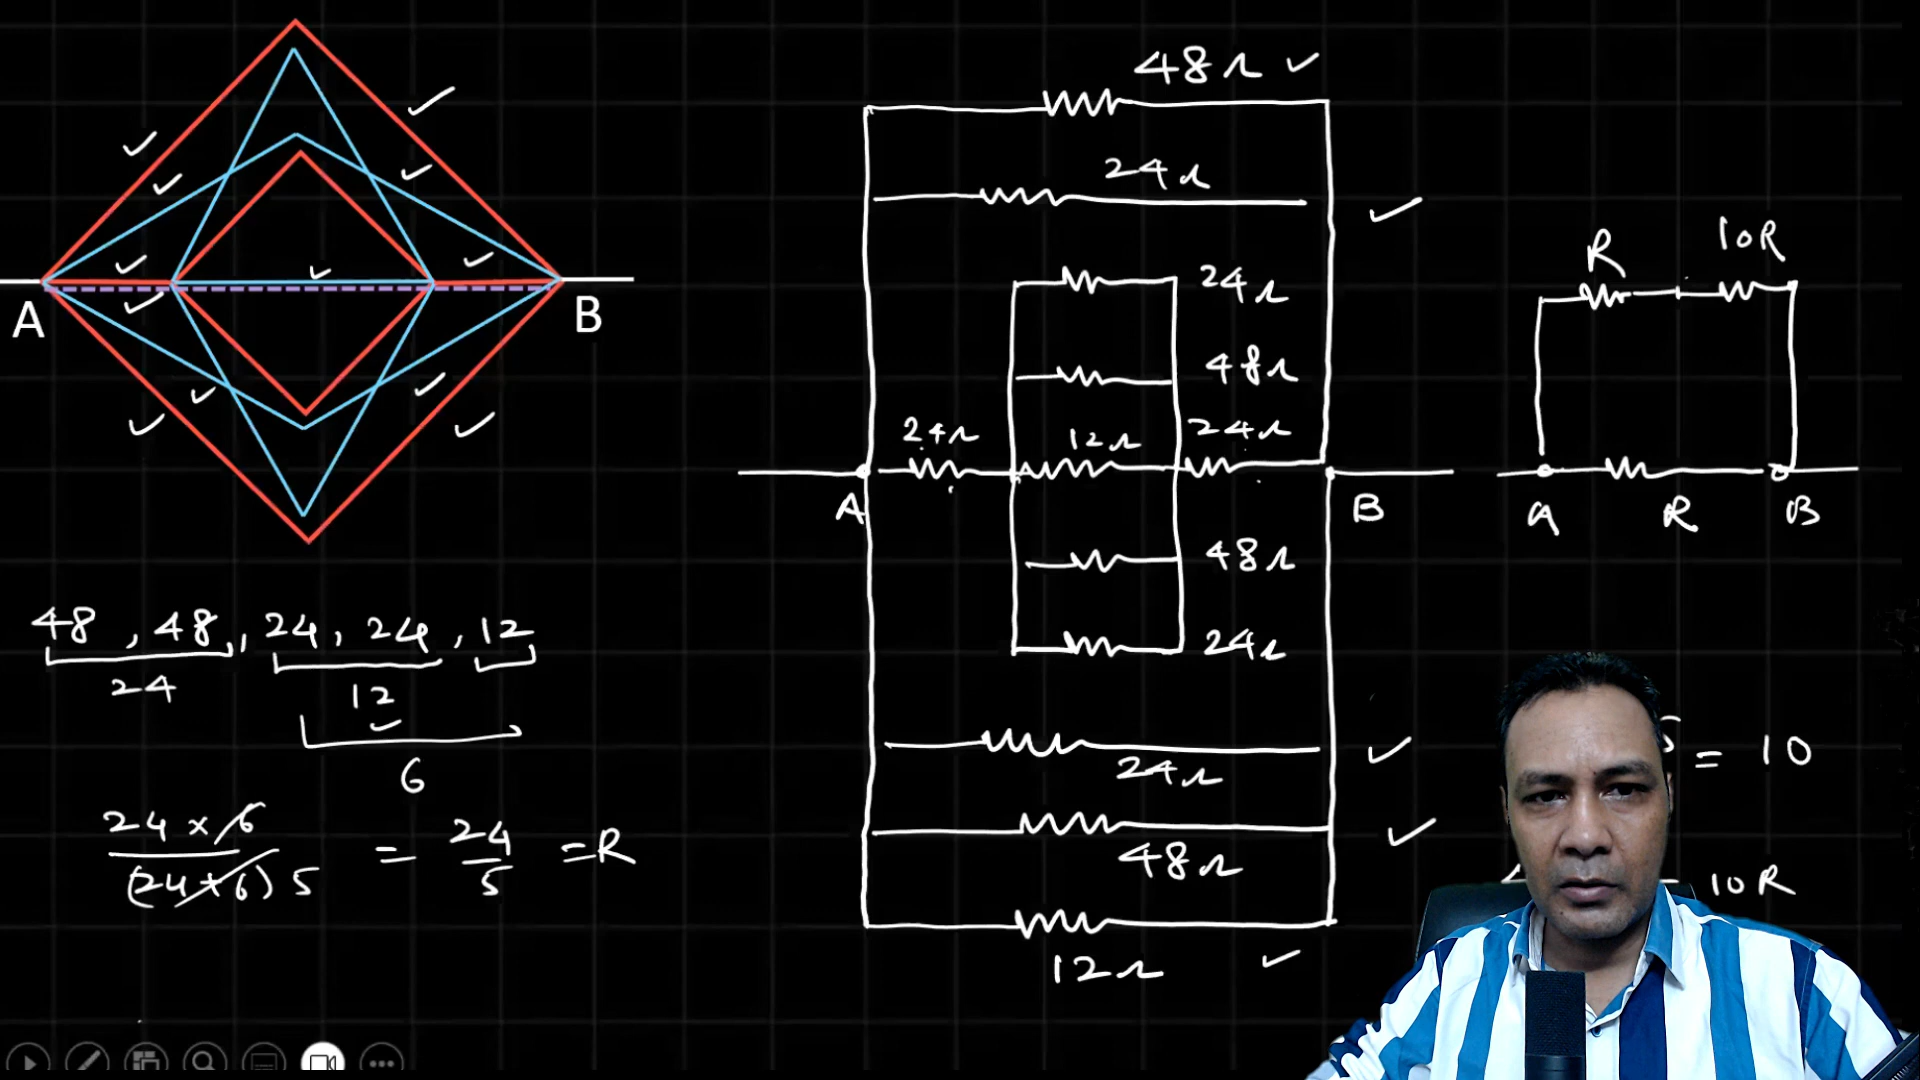 A
B
48, 48, 24, 24, 12
24
12
6
24 x 6
(24+6) 5
= 24
5
= R
48Ω
24Ω
24Ω
48Ω
24Ω
12Ω
24Ω
A
B
48Ω
24Ω
24Ω
48Ω
12Ω
R
10R
A
R
B
= 10
10R